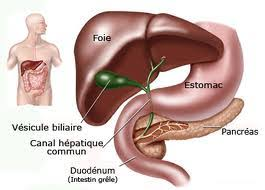 Foie
Estomac
Vésicule biliaire
Canal hépatique
commun
Pancréas
Duodénum
(Intestin grêle)